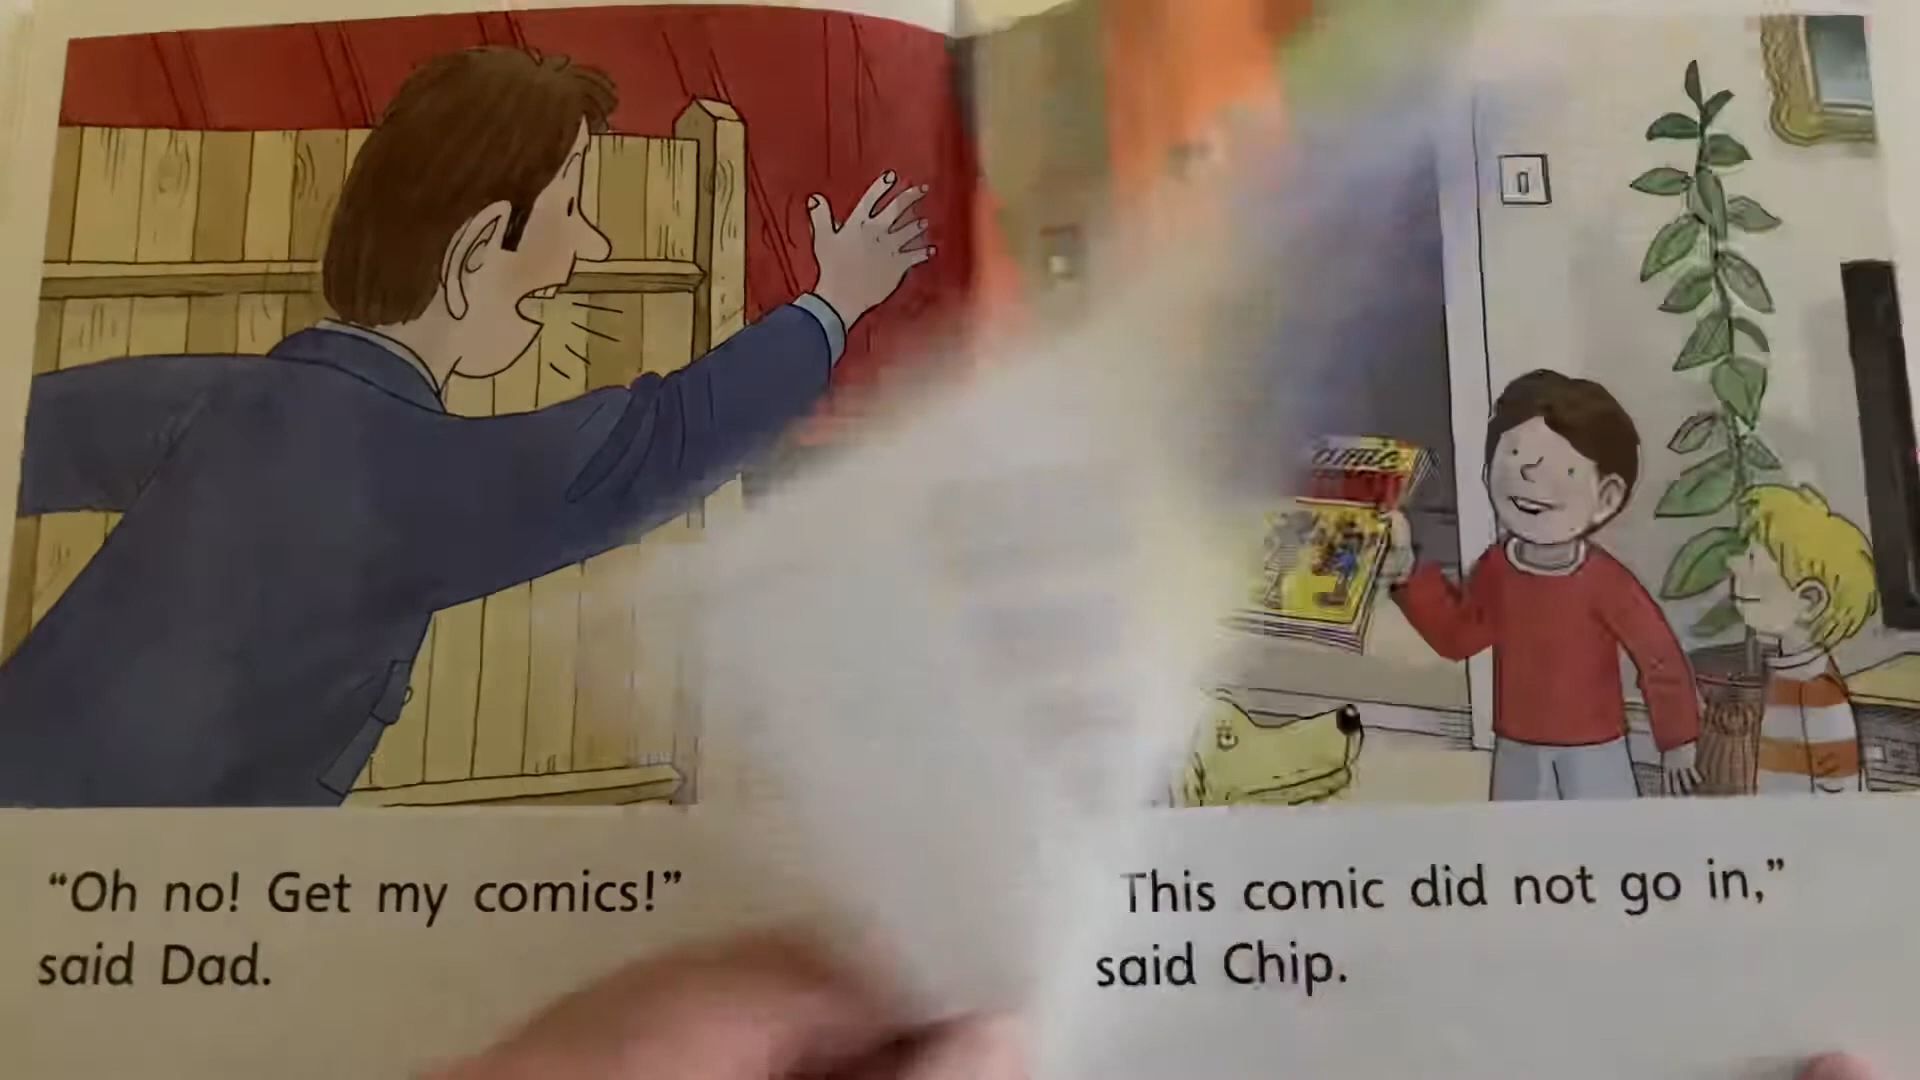 “Oh no! Get my comics!”
said Dad.
This comic did not go in,”
said Chip.